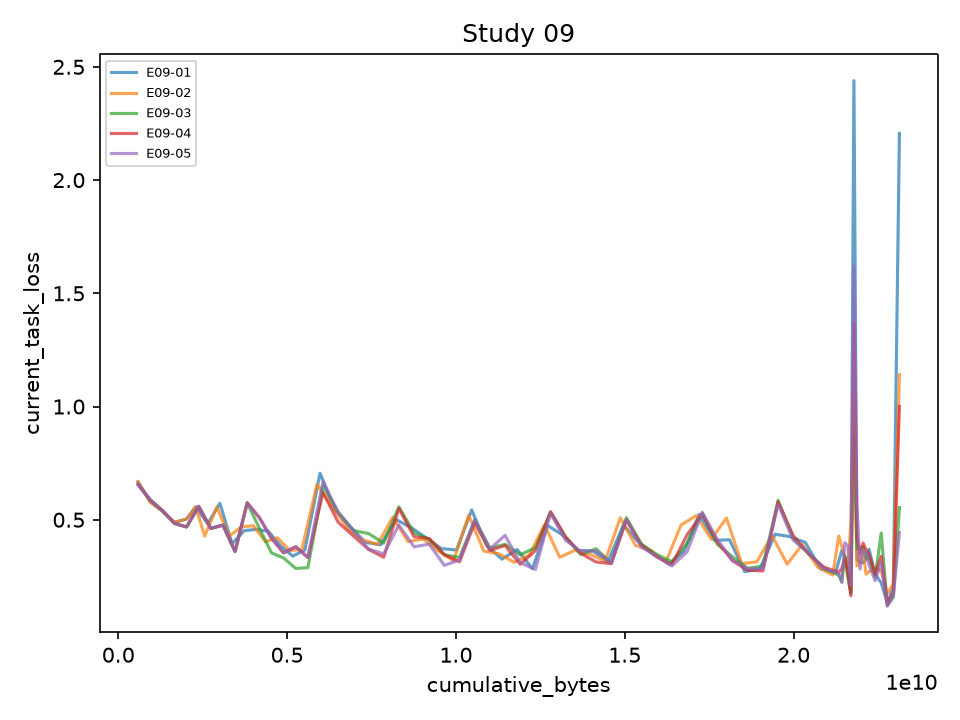 Study 09
2.5
2.0
1.5
1.0
0.5
current_task_loss
E09-01
E09-02
E09-03
E09-04
E09-05
0.0 0.5 1.0 1.5 2.0
1e10
cumulative_bytes